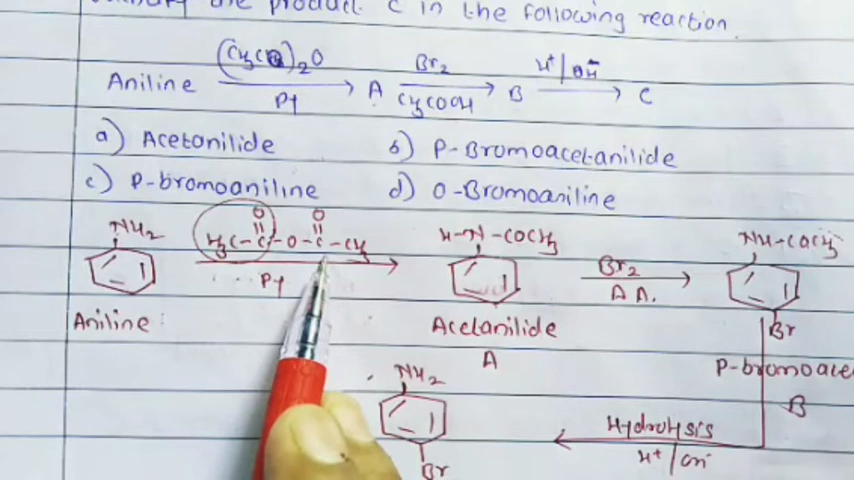 the product C in the following reaction.
Aniline (CH3CO)2O Py A Br2 CH3COOH B H+/OH- C
a) Acetanilide b) P-Bromoacetanilide
c) P-bromoaniline d) O-Bromoaniline
NH2 H3C-C-O-C-CH3 O O Py H-N-COCH3 Br2 A A. NH-COCH3 Br
Aniline Acetanilide P-bromoace
A B
NH2 Br Hydrolysis H+/OH-